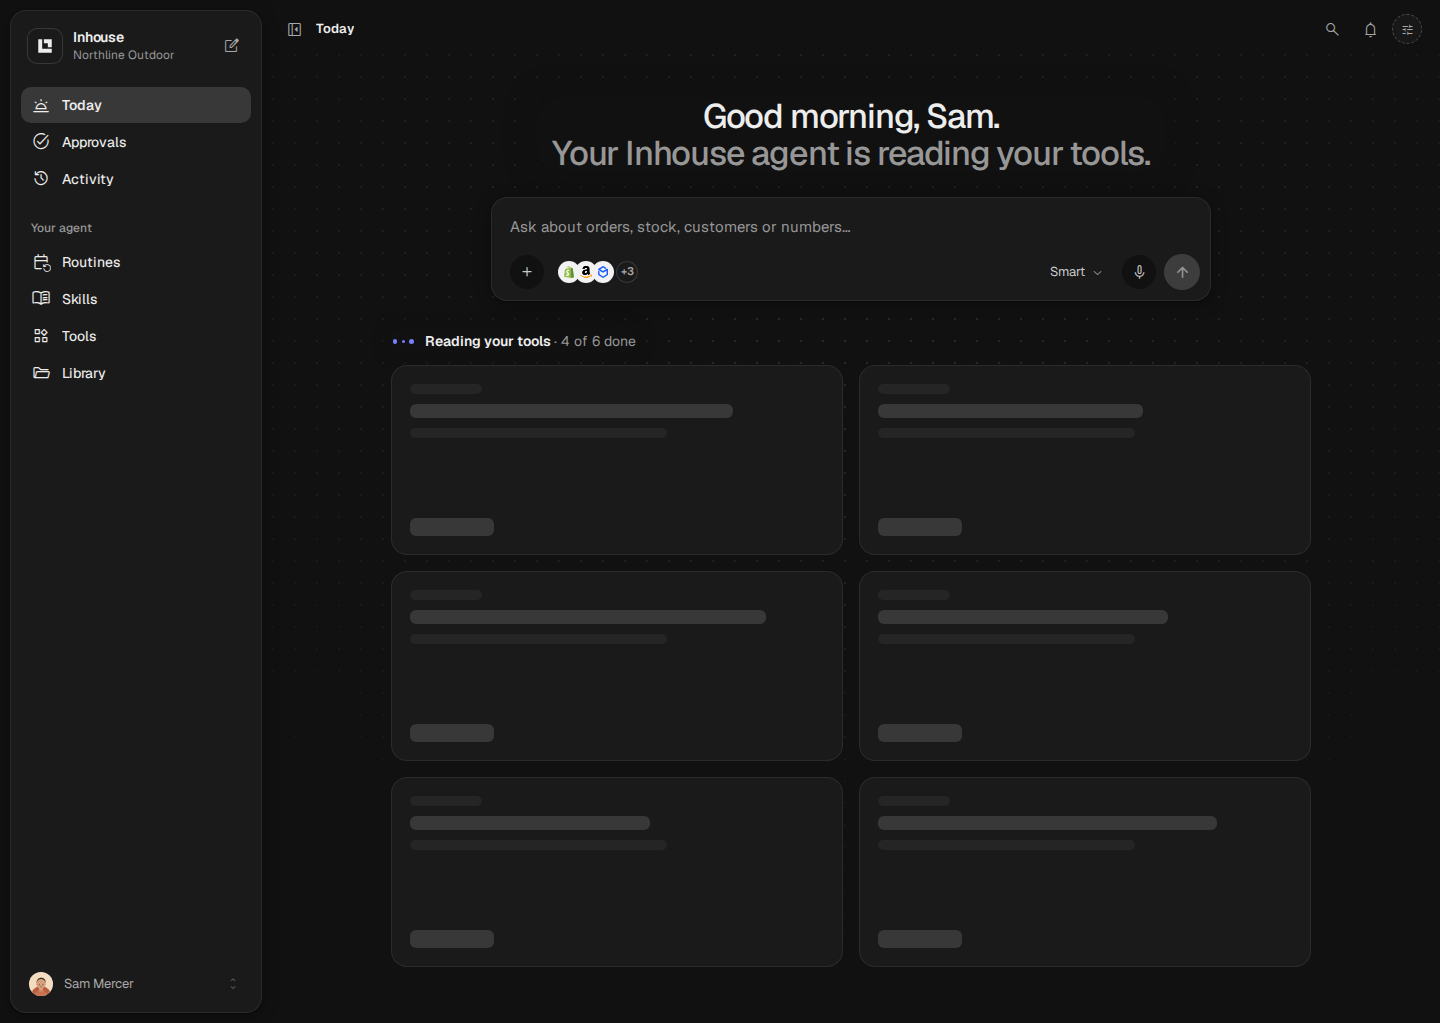 Inhouse
Northline Outdoor
Today
Approvals
Activity
Your agent
Routines
Skills
Tools
Library
Sam Mercer
Today
Good morning, Sam.
Your Inhouse agent is reading your tools.
Ask about orders, stock, customers or numbers…
+3
Smart
Reading your tools · 4 of 6 done